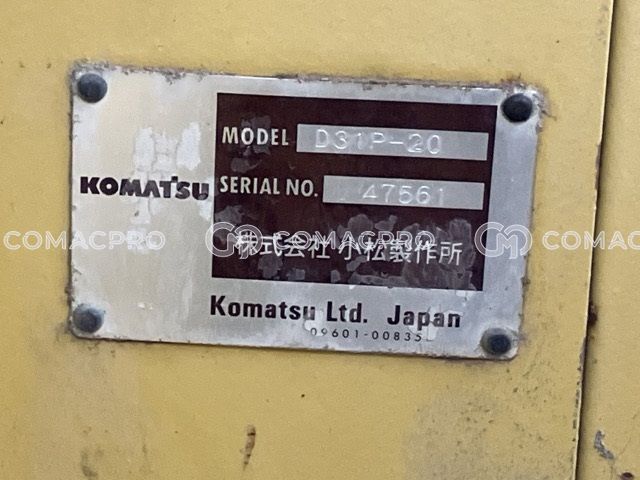 MODEL D31P-20
KOMATSU
SERIAL NO. 47561
株式会社 小松製作所
Komatsu Ltd. Japan
09601-00835
COMACPRO
COMACPRO
COMACPRO